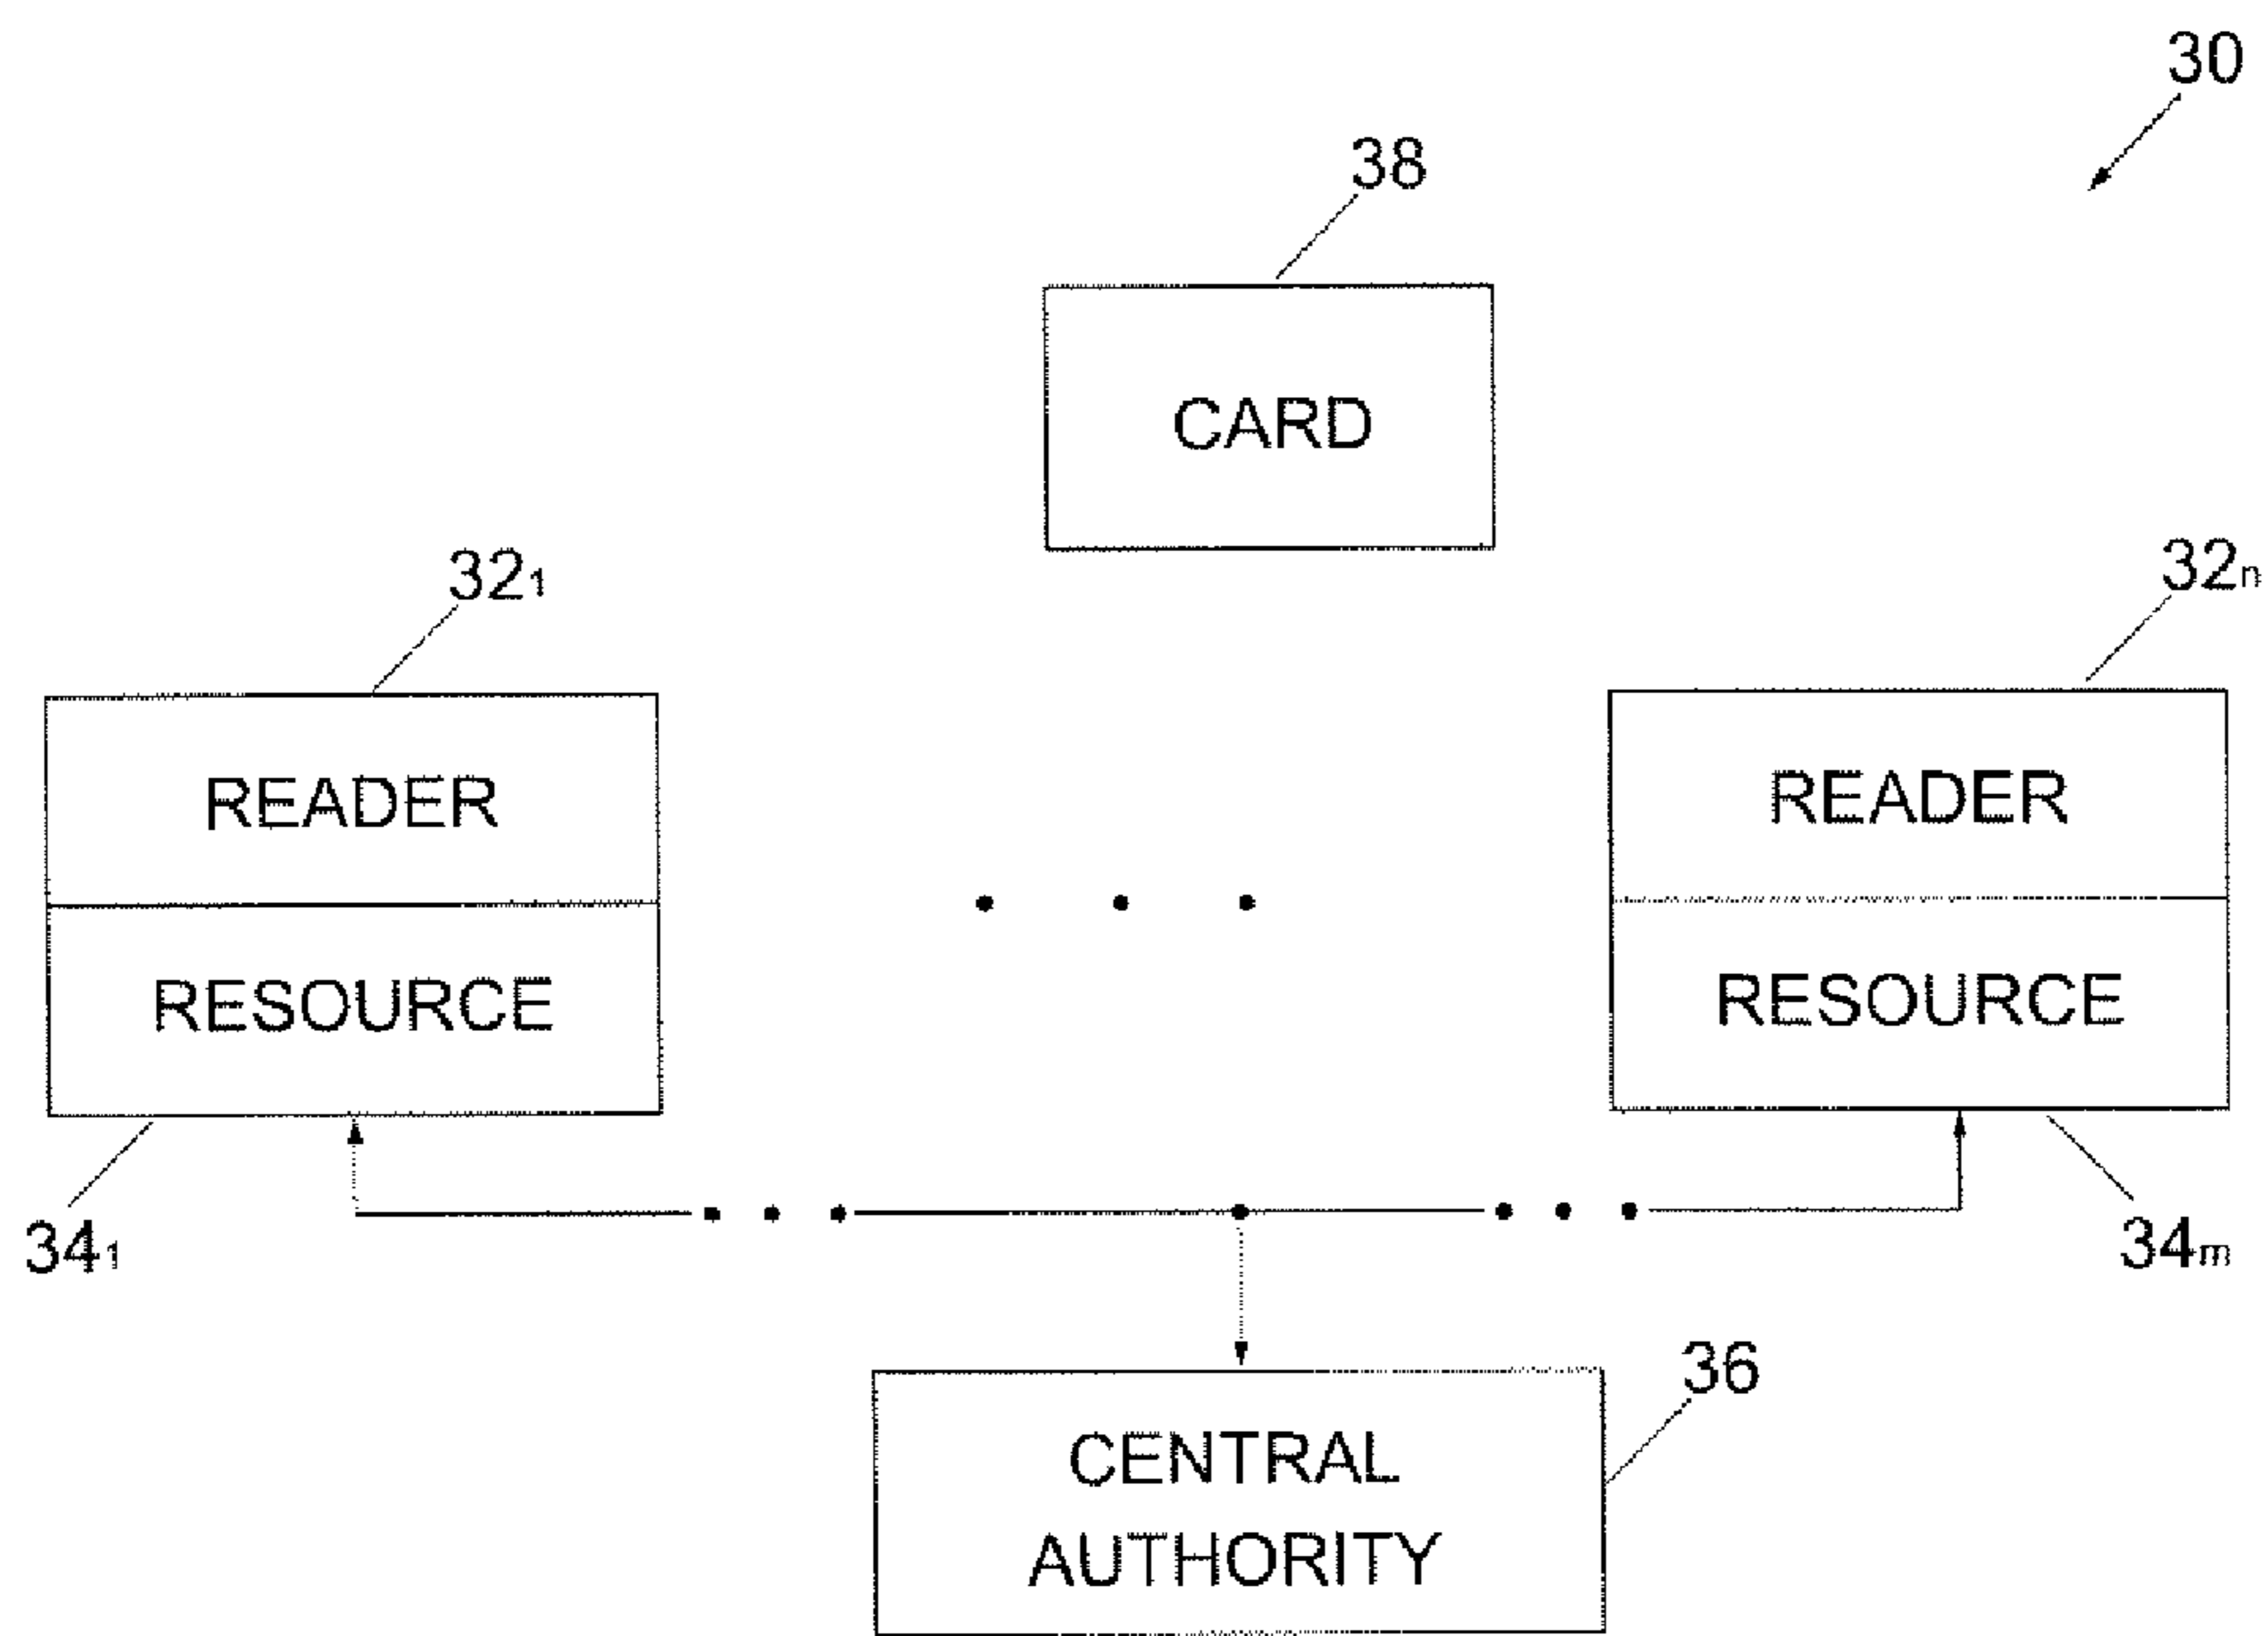 30
38
CARD
32₁
32ₙ
READER
READER
RESOURCE
RESOURCE
34₁
34ₘ
36
CENTRAL
AUTHORITY